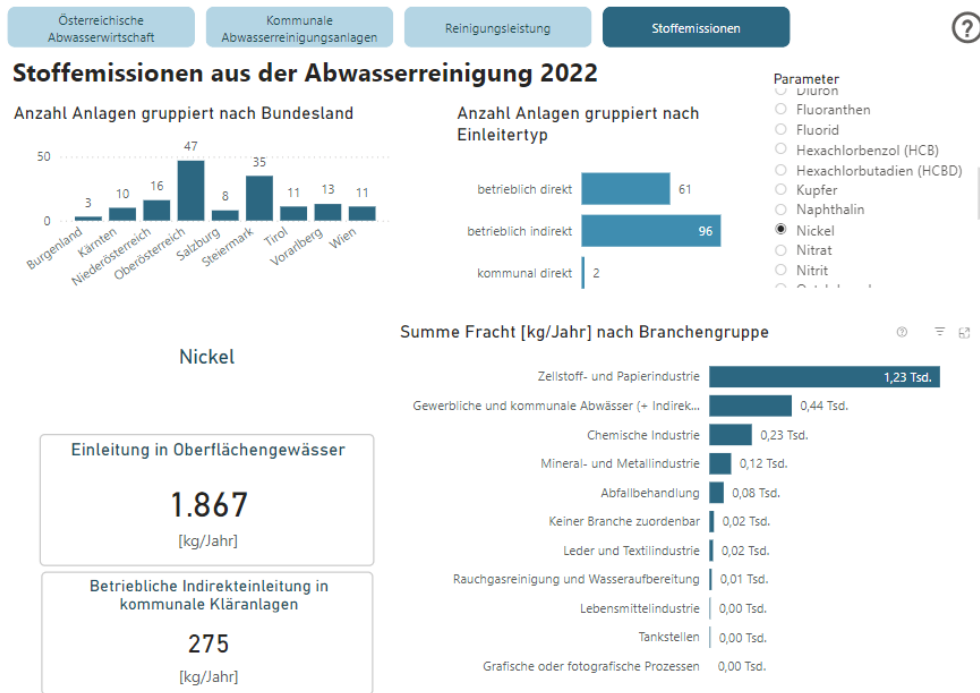 Österreichische
Abwasserwirtschaft
Kommunale
Abwasserreinigungsanlagen
Reinigungsleistung
Stoffemissionen
?
Stoffemissionen aus der Abwasserreinigung 2022
Anzahl Anlagen gruppiert nach Bundesland
50
0
3
10
16
47
8
35
11
13
11
Burgenland
Kärnten
Niederösterreich
Oberösterreich
Salzburg
Steiermark
Tirol
Vorarlberg
Wien
Anzahl Anlagen gruppiert nach
Einleitertyp
betrieblich direkt 61
betrieblich indirekt 96
kommunal direkt 2
Parameter
Diuron
Fluoranthen
Fluorid
Hexachlorbenzol (HCB)
Hexachlorbutadien (HCBD)
Kupfer
Naphthalin
Nickel
Nitrat
Nitrit
Nickel
Einleitung in Oberflächengewässer
1.867
[kg/Jahr]
Betriebliche Indirekteinleitung in
kommunale Kläranlagen
275
[kg/Jahr]
Summe Fracht [kg/Jahr] nach Branchengruppe
?
Zellstoff- und Papierindustrie 1,23 Tsd.
Gewerbliche und kommunale Abwässer (+ Indirek... 0,44 Tsd.
Chemische Industrie 0,23 Tsd.
Mineral- und Metallindustrie 0,12 Tsd.
Abfallbehandlung 0,08 Tsd.
Keiner Branche zuordenbar 0,02 Tsd.
Leder und Textilindustrie 0,02 Tsd.
Rauchgasreinigung und Wasseraufbereitung 0,01 Tsd.
Lebensmittelindustrie 0,00 Tsd.
Tankstellen 0,00 Tsd.
Grafische oder fotografische Prozessen 0,00 Tsd.